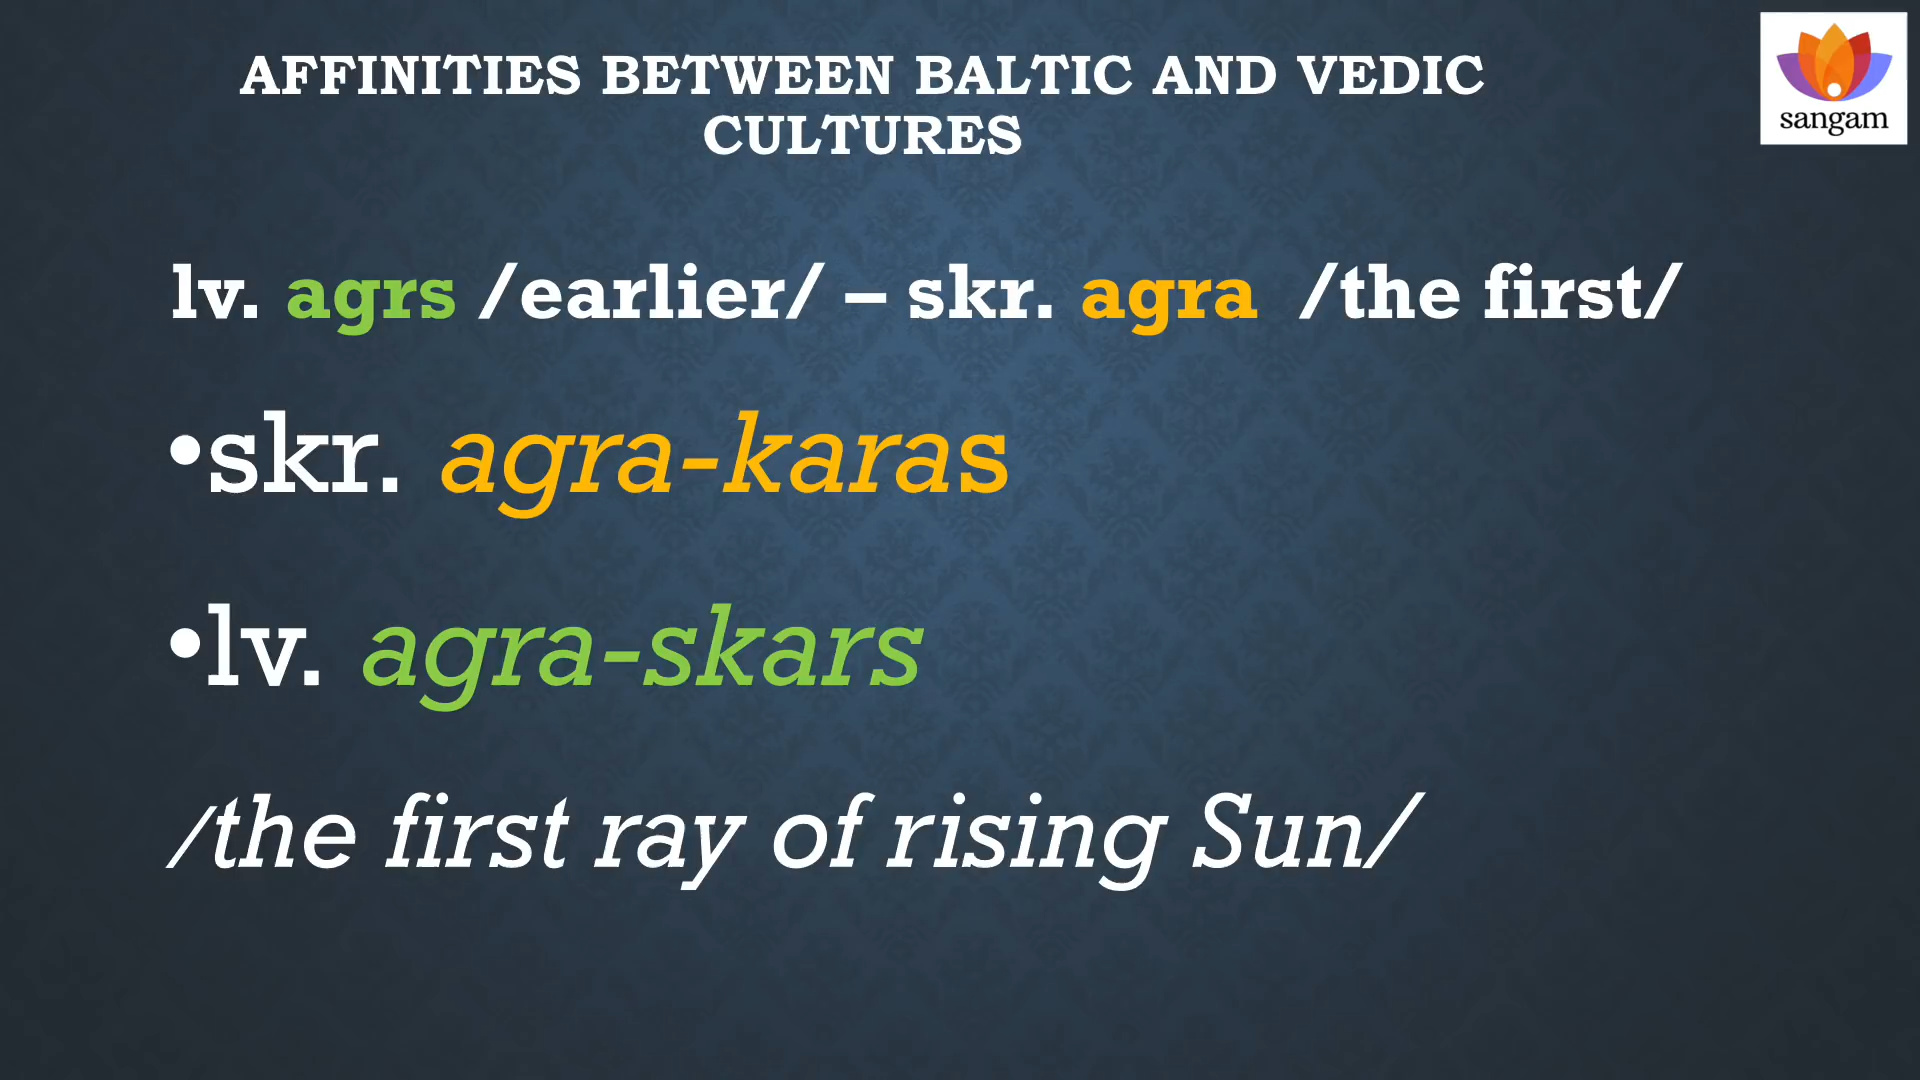 AFFINITIES BETWEEN BALTIC AND VEDIC
CULTURES
sangam
lv. agrs /earlier/ – skr. agra /the first/
•skr. agra-karas
•lv. agra-skars
/the first ray of rising Sun/